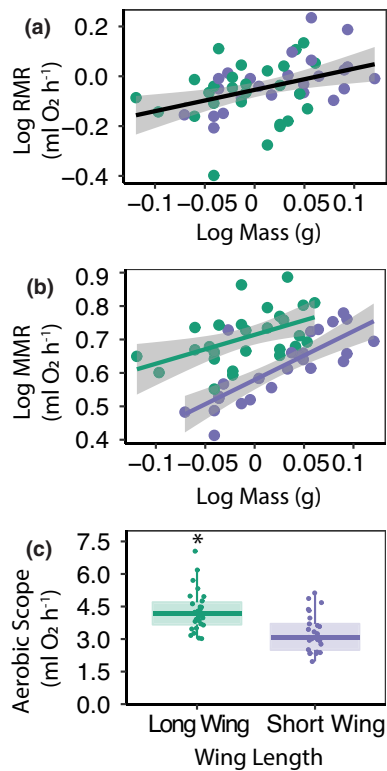 (a)
Log RMR
(ml O₂ h⁻¹)
0.2
0.0
−0.2
−0.4
−0.1
−0.05
0
0.05
0.1
Log Mass (g)
(b)
Log MMR
(ml O₂ h⁻¹)
0.9
0.8
0.7
0.6
0.5
0.4
−0.1
−0.05
0
0.05
0.1
Log Mass (g)
(c)
Aerobic Scope
(ml O₂ h⁻¹)
7.5
6.0
4.5
3.0
1.5
0.0
*
Long Wing
Short Wing
Wing Length